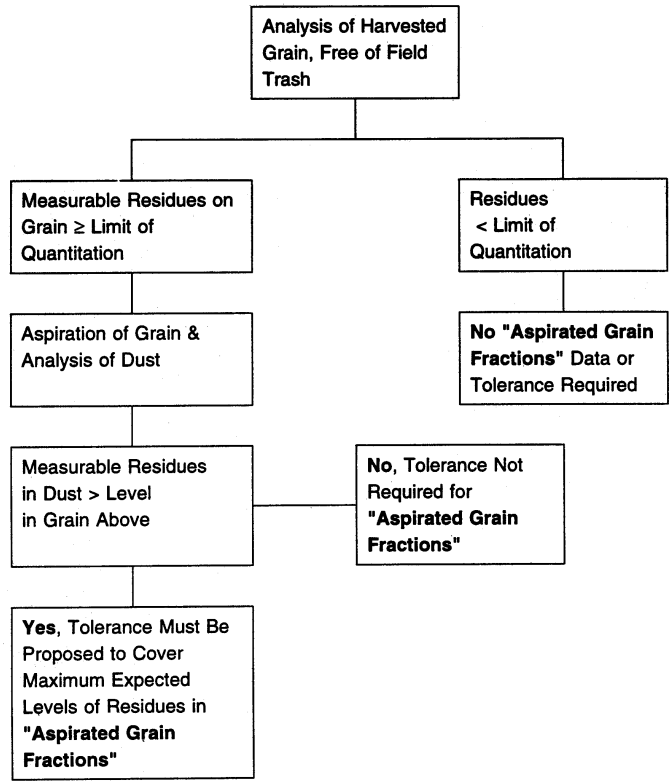 Analysis of Harvested
Grain, Free of Field
Trash
Measurable Residues on
Grain ≥ Limit of
Quantitation
Residues
< Limit of
Quantitation
Aspiration of Grain &
Analysis of Dust
No "Aspirated Grain
Fractions" Data or
Tolerance Required
Measurable Residues
in Dust > Level
in Grain Above
No, Tolerance Not
Required for
"Aspirated Grain
Fractions"
Yes, Tolerance Must Be
Proposed to Cover
Maximum Expected
Levels of Residues in
"Aspirated Grain
Fractions"